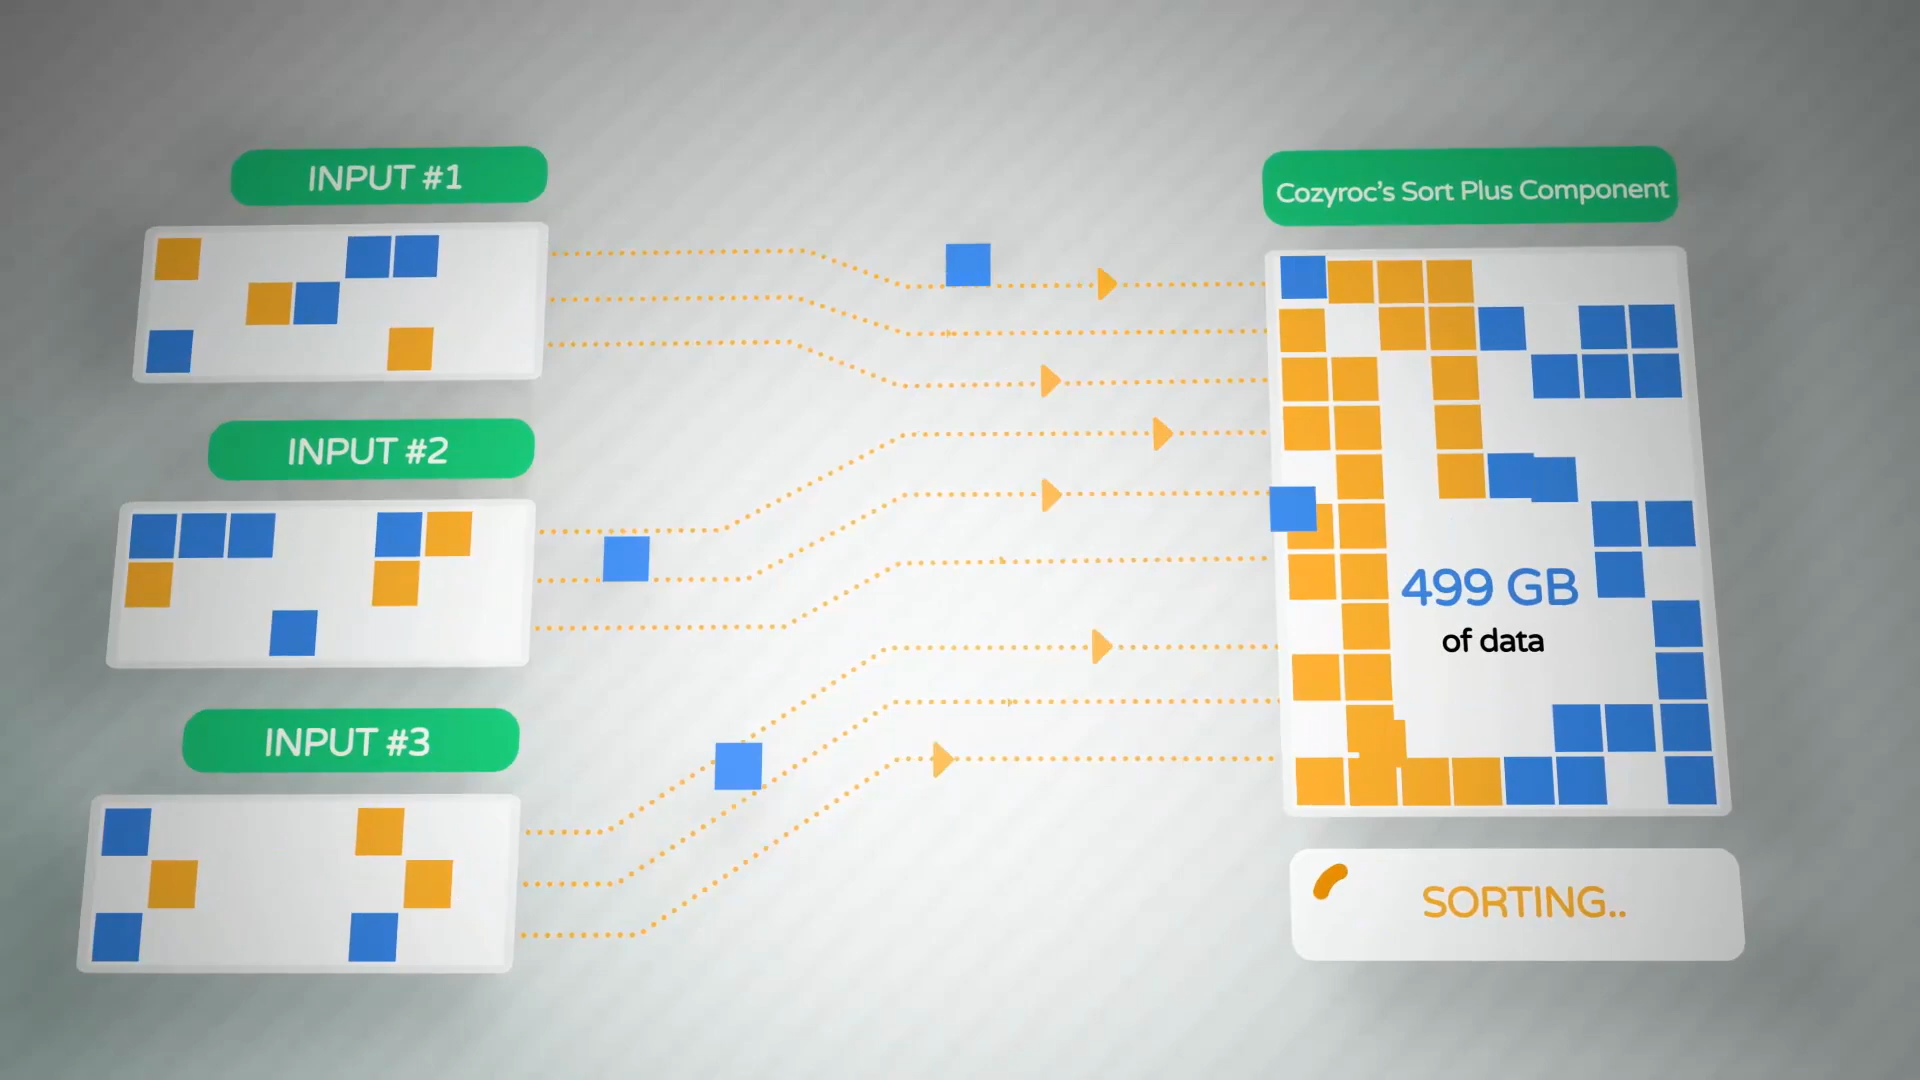 INPUT #1
Cozyroc's Sort Plus Component
INPUT #2
499 GB
of data
INPUT #3
SORTING..